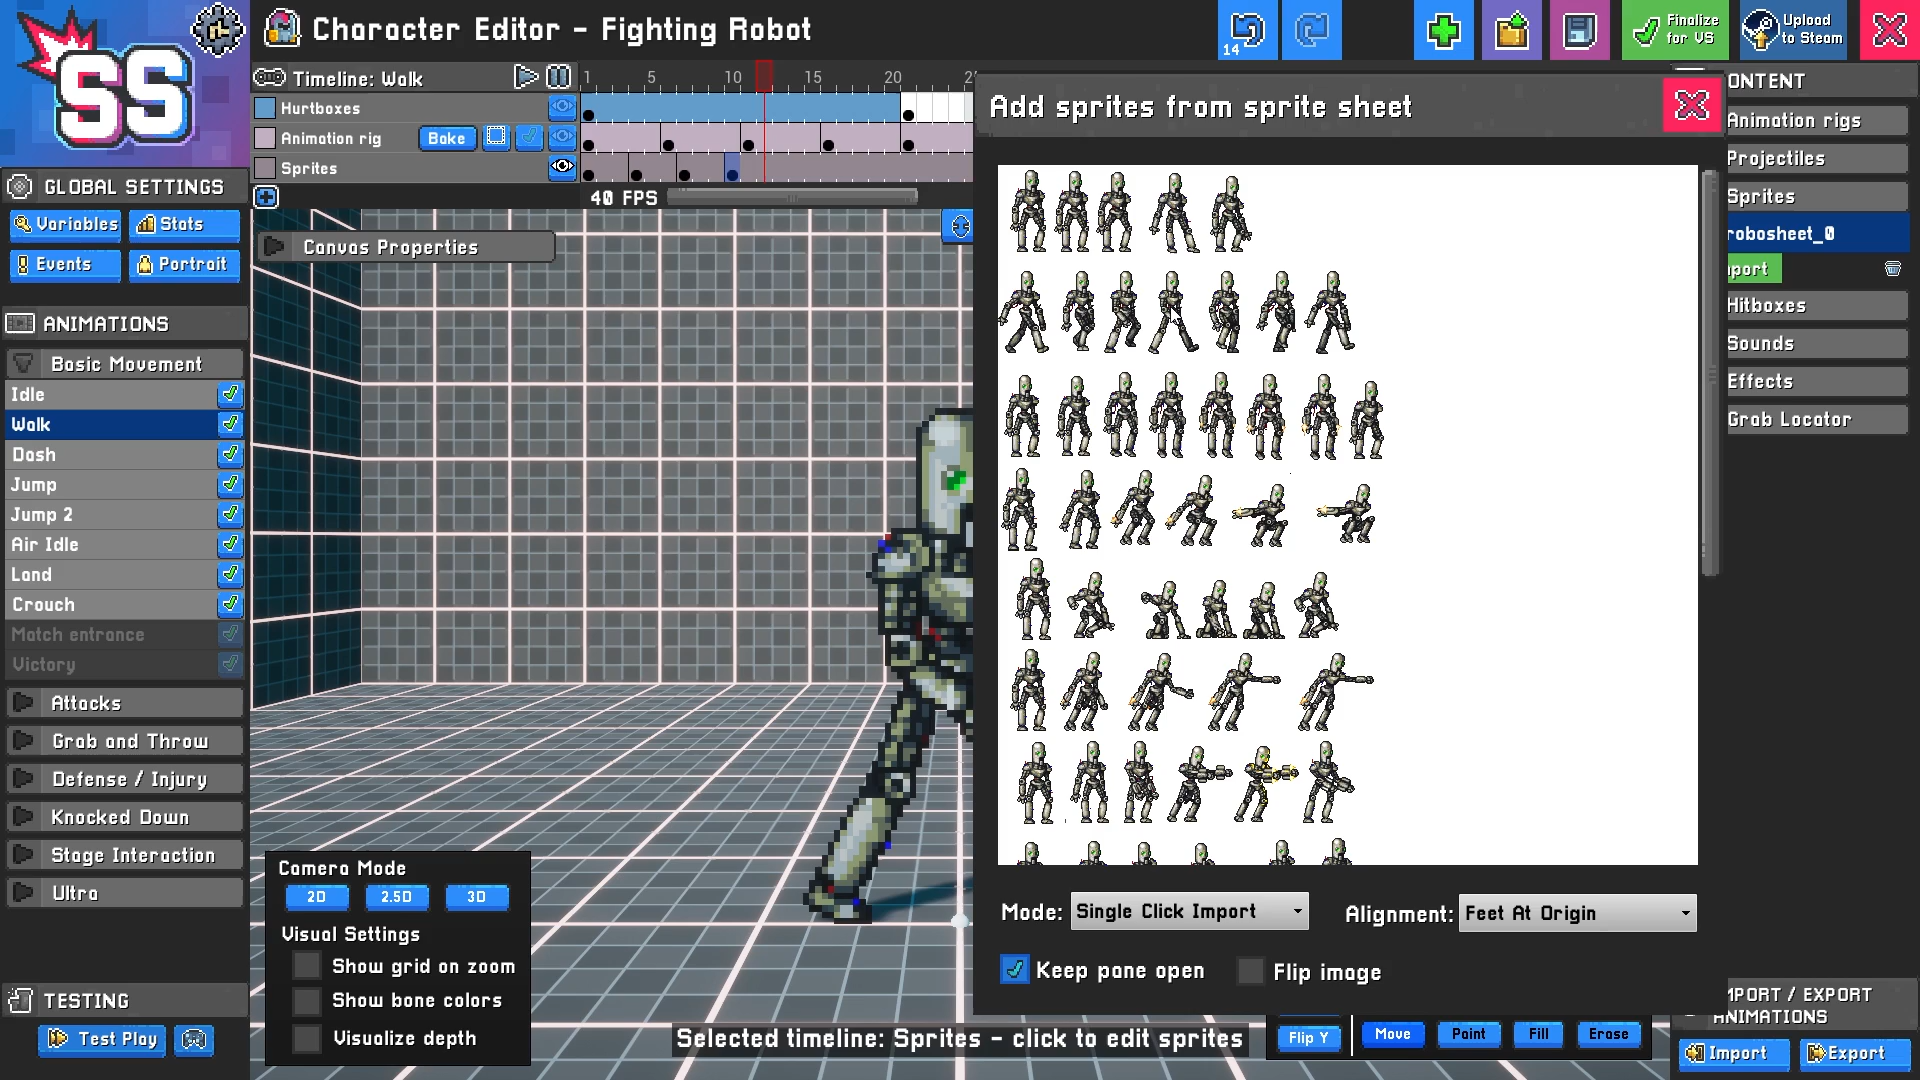 SS
Character Editor - Fighting Robot
14
Finalize
for VS
Upload
to Steam
Timeline: Walk
1 5 10 15 20
Hurtboxes
Animation rig
Bake
Sprites
40 FPS
Canvas Properties
GLOBAL SETTINGS
Variables
Stats
Events
Portrait
ANIMATIONS
Basic Movement
Idle
Walk
Dash
Jump
Jump 2
Air Idle
Land
Crouch
Match entrance
Victory
Attacks
Grab and Throw
Defense / Injury
Knocked Down
Stage Interaction
Ultra
TESTING
Test Play
Camera Mode
2D
2.5D
3D
Visual Settings
Show grid on zoom
Show bone colors
Visualize depth
Selected timeline: Sprites - click to edit sprites
Add sprites from sprite sheet
Mode:
Single Click Import
Alignment:
Feet At Origin
Keep pane open
Flip image
Flip Y
Move
Paint
Fill
Erase
ONTENT
Animation rigs
Projectiles
Sprites
robosheet_0
port
Hitboxes
Sounds
Effects
Grab Locator
MPORT / EXPORT
ANIMATIONS
Import
Export